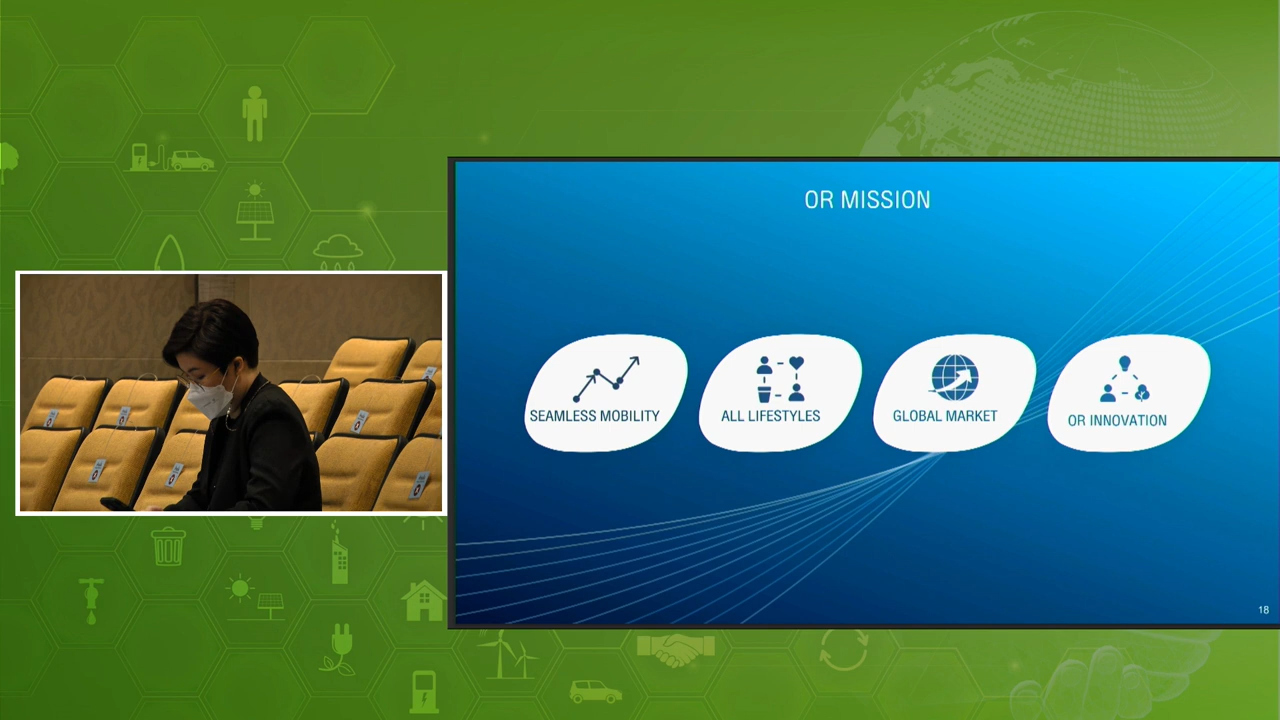 OR MISSION
SEAMLESS MOBILITY
ALL LIFESTYLES
GLOBAL MARKET
OR INNOVATION
18